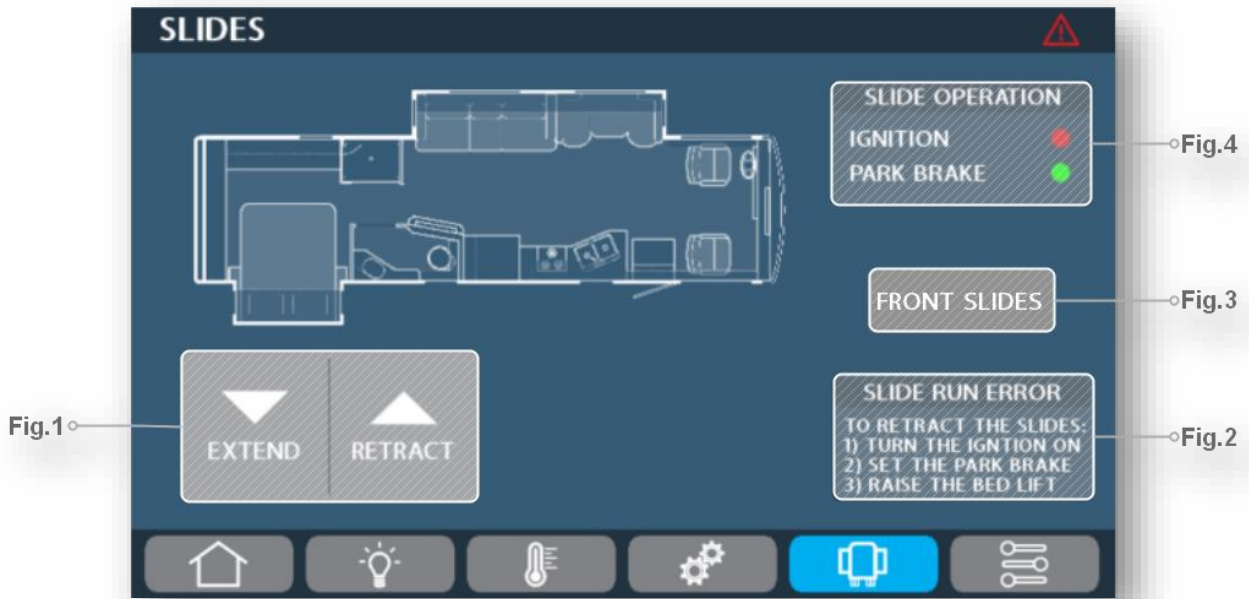 SLIDES
SLIDE OPERATION
IGNITION
PARK BRAKE
Fig.4
FRONT SLIDES
Fig.3
EXTEND
RETRACT
Fig.1
SLIDE RUN ERROR
TO RETRACT THE SLIDES:
1) TURN THE IGNTION ON
2) SET THE PARK BRAKE
3) RAISE THE BED LIFT
Fig.2